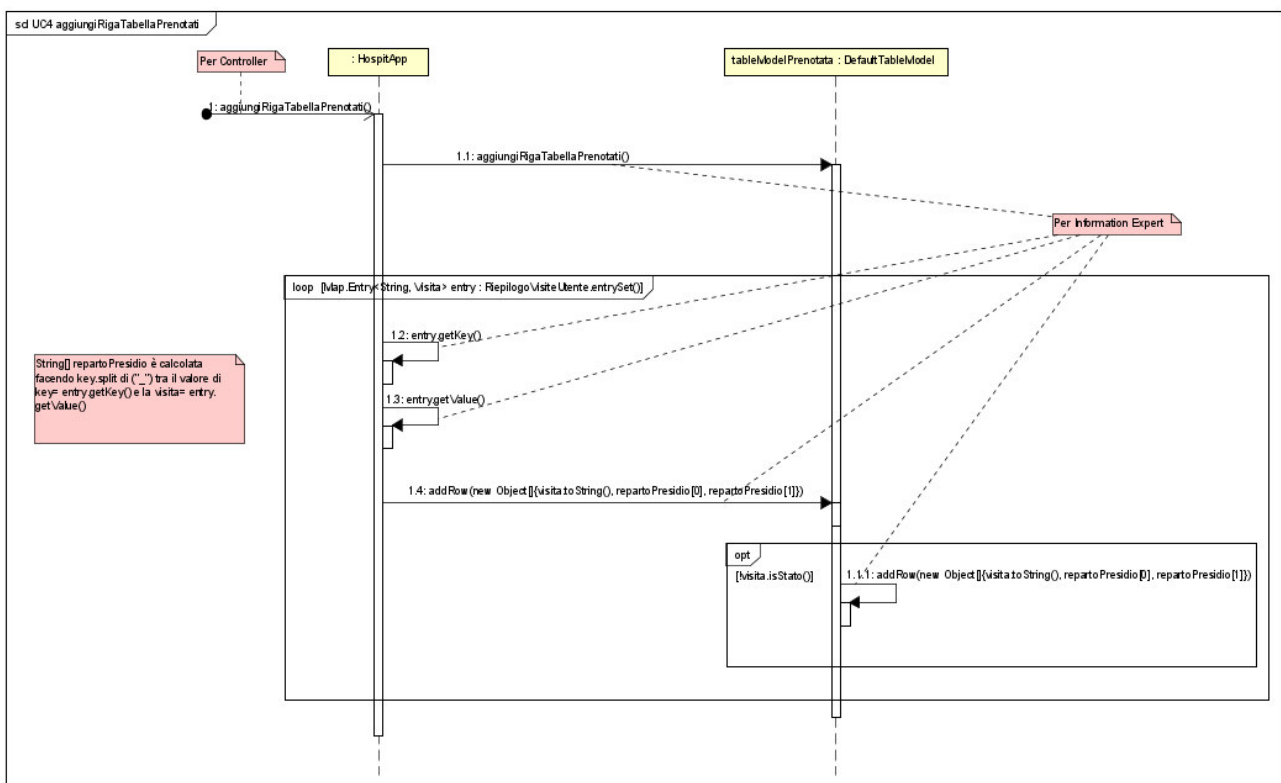 sd UC4 aggiungiRigaTabellaPrenotati
Per Controller
: HospitApp
tableModelPrenotata : DefaultTableModel
1: aggiungiRigaTabellaPrenotati()
1.1: aggiungiRigaTabellaPrenotati()
Per Information Expert
loop [Map.Entry<String, Visita> entry : RiepilogoVisiteUtente.entrySet()]
1.2: entry.getKey()
String[] repartoPresidio è calcolata
facendo key.split di ("_") tra il valore di
key= entry.getKey() e la visita= entry.
getValue()
1.3: entry.getValue()
1.4: addRow(new Object[]{visita.toString(), repartoPresidio[0], repartoPresidio[1]})
opt
[!visita.isStato()]
1.1.1: addRow(new Object[]{visita.toString(), repartoPresidio[0], repartoPresidio[1]})